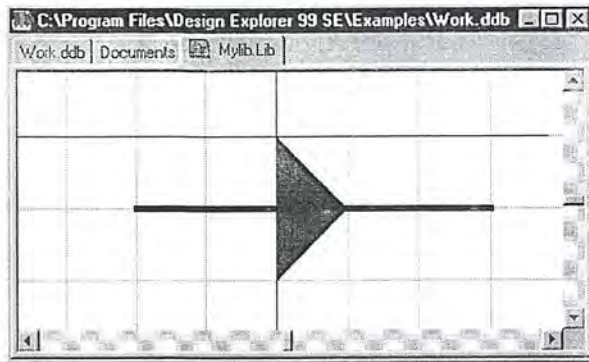 C:\Program Files\Design Explorer 99 SE\Examples\Work.ddb
Work.ddb Documents Mylib.Lib